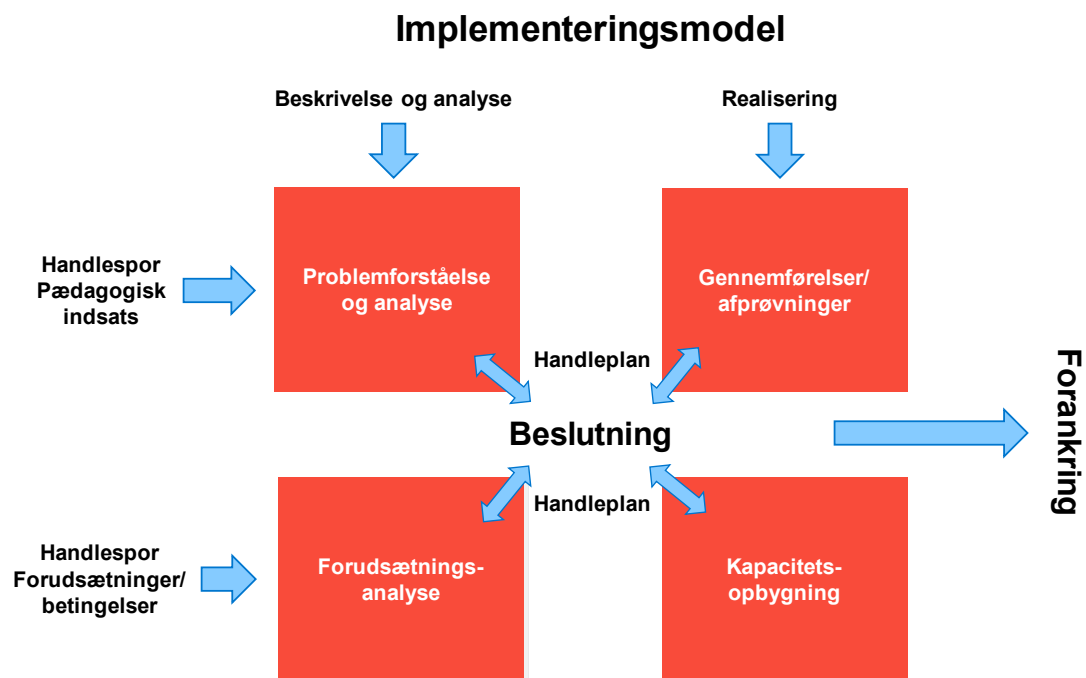 Implementeringsmodel
Beskrivelse og analyse
Realisering
Handlespor
Pædagogisk
indsats
Problemforståelse
og analyse
Gennemførelser/
afprøvninger
Handleplan
Beslutning
Forankring
Handleplan
Handlespor
Forudsætninger/
betingelser
Forudsætnings-
analyse
Kapacitets-
opbygning